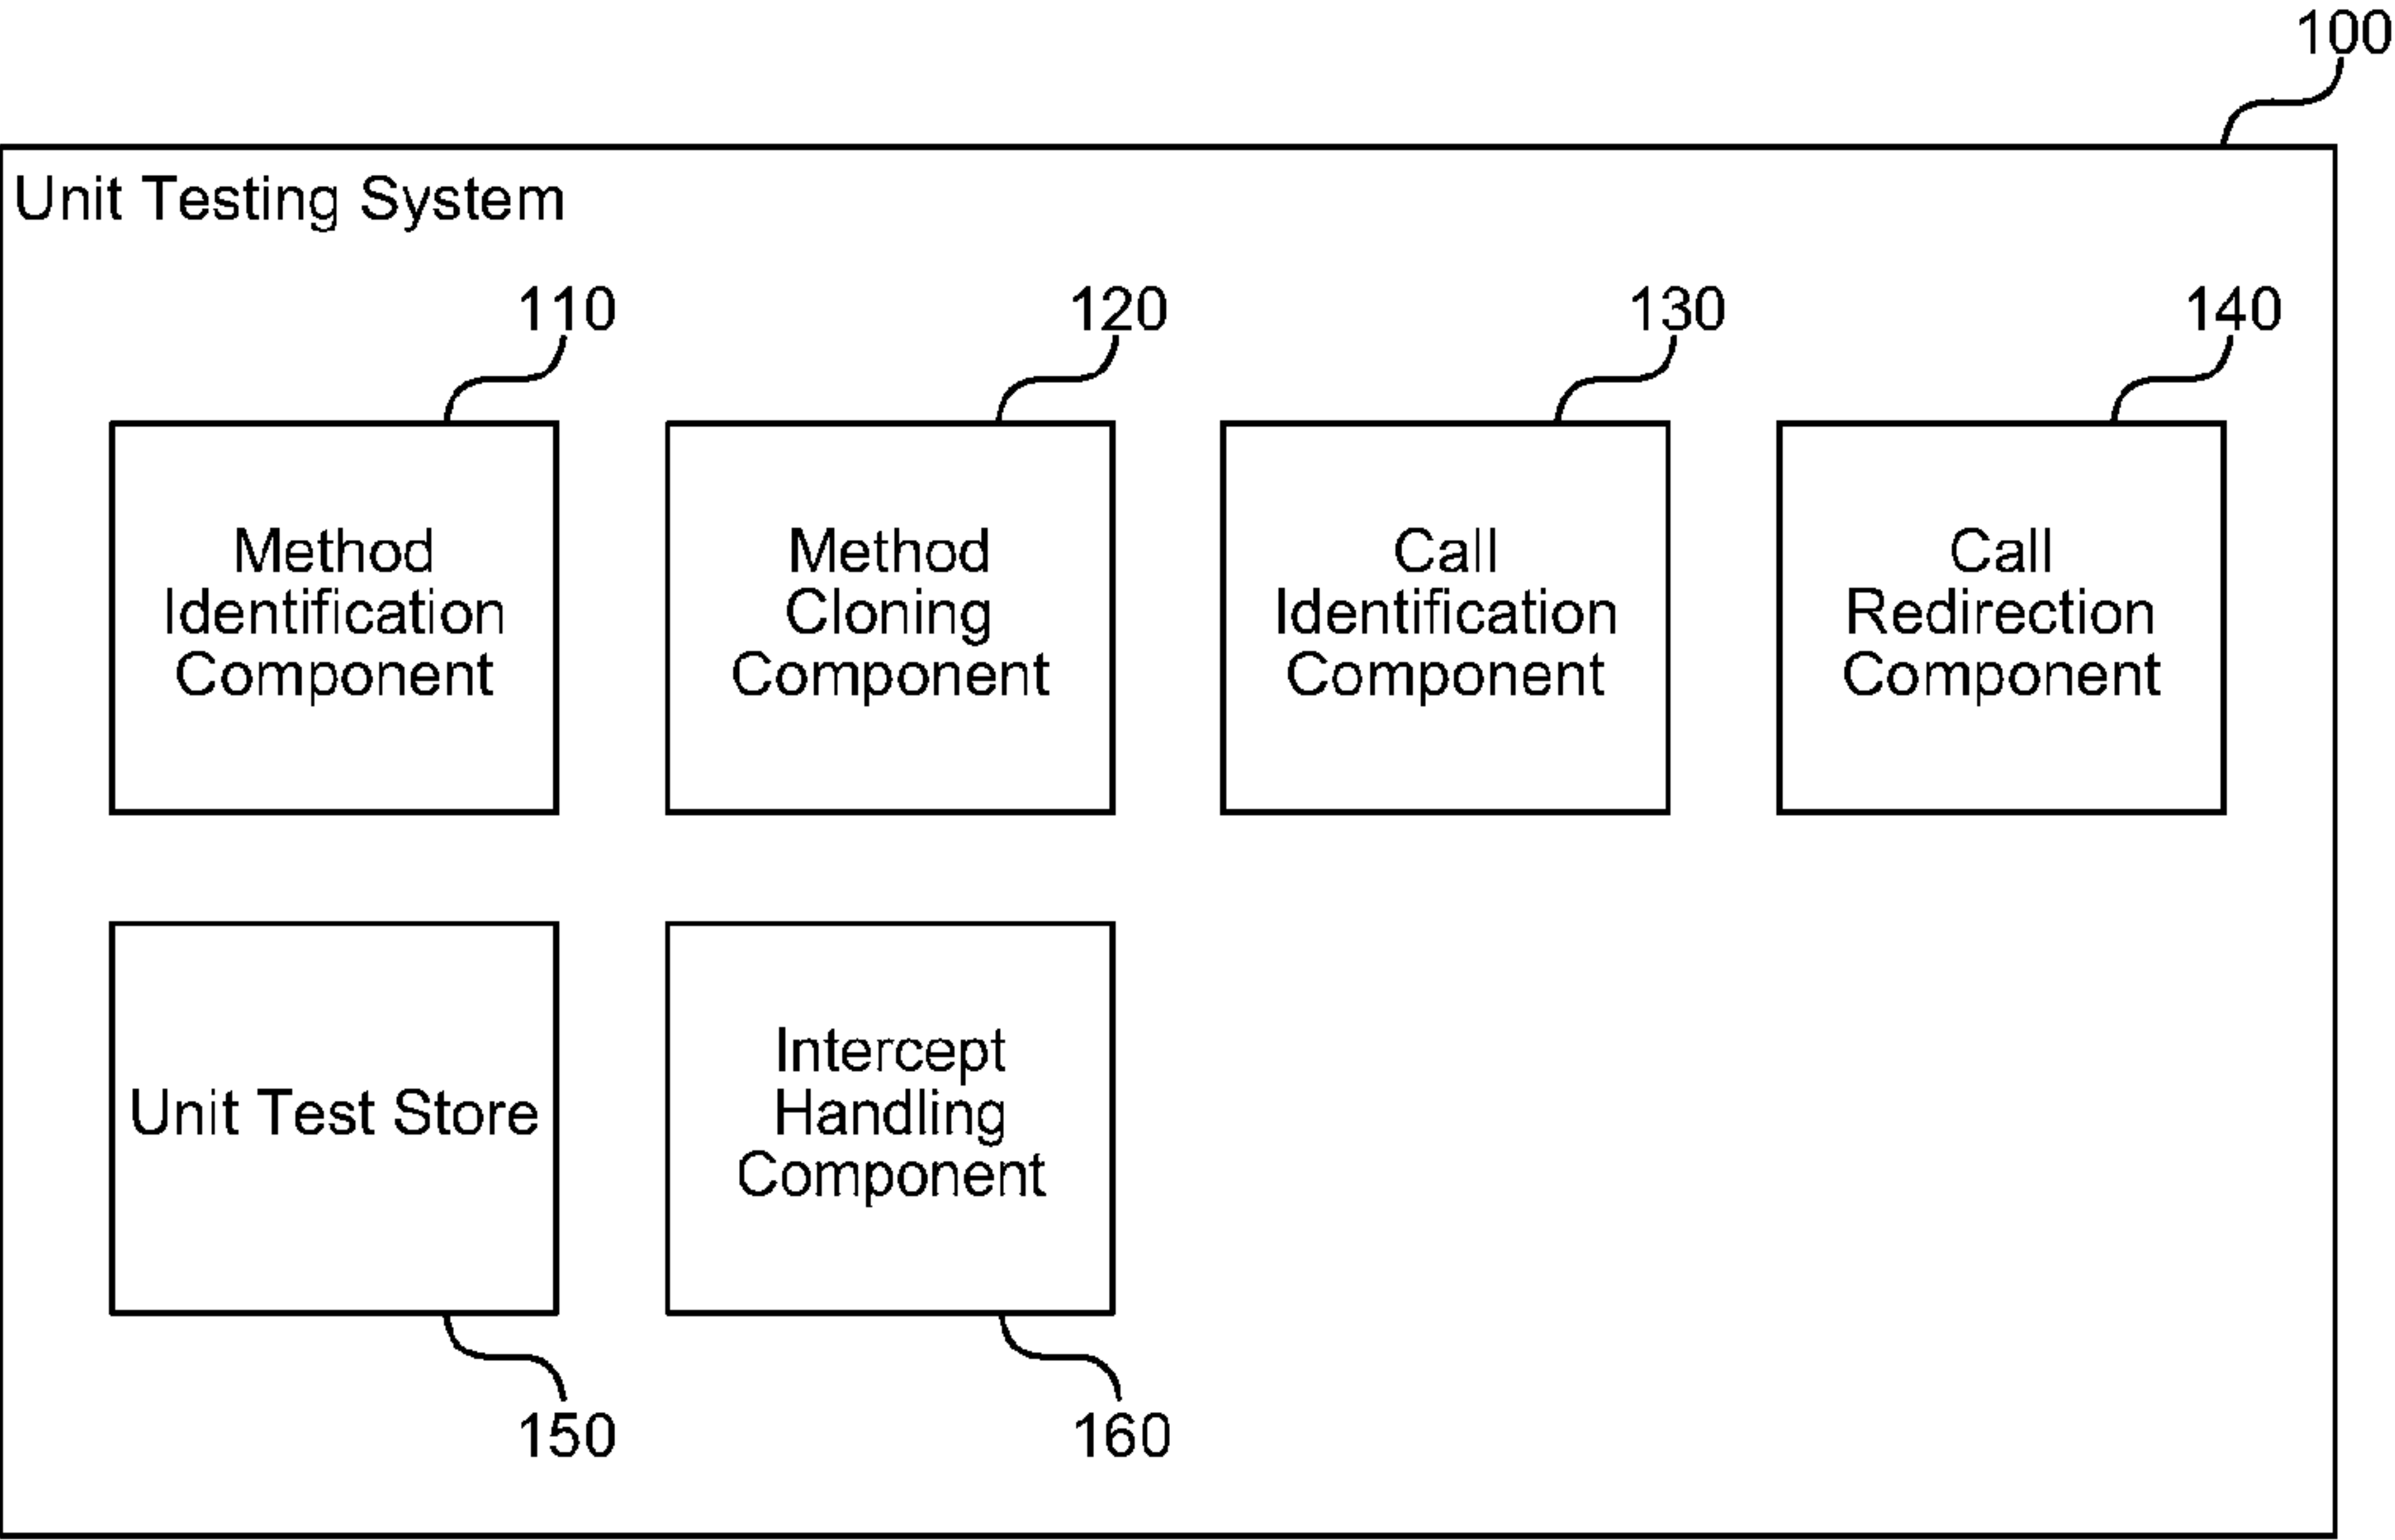 100
Unit Testing System
110
120
130
140
Method
Identification
Component
Method
Cloning
Component
Call
Identification
Component
Call
Redirection
Component
Unit Test Store
Intercept
Handling
Component
150
160